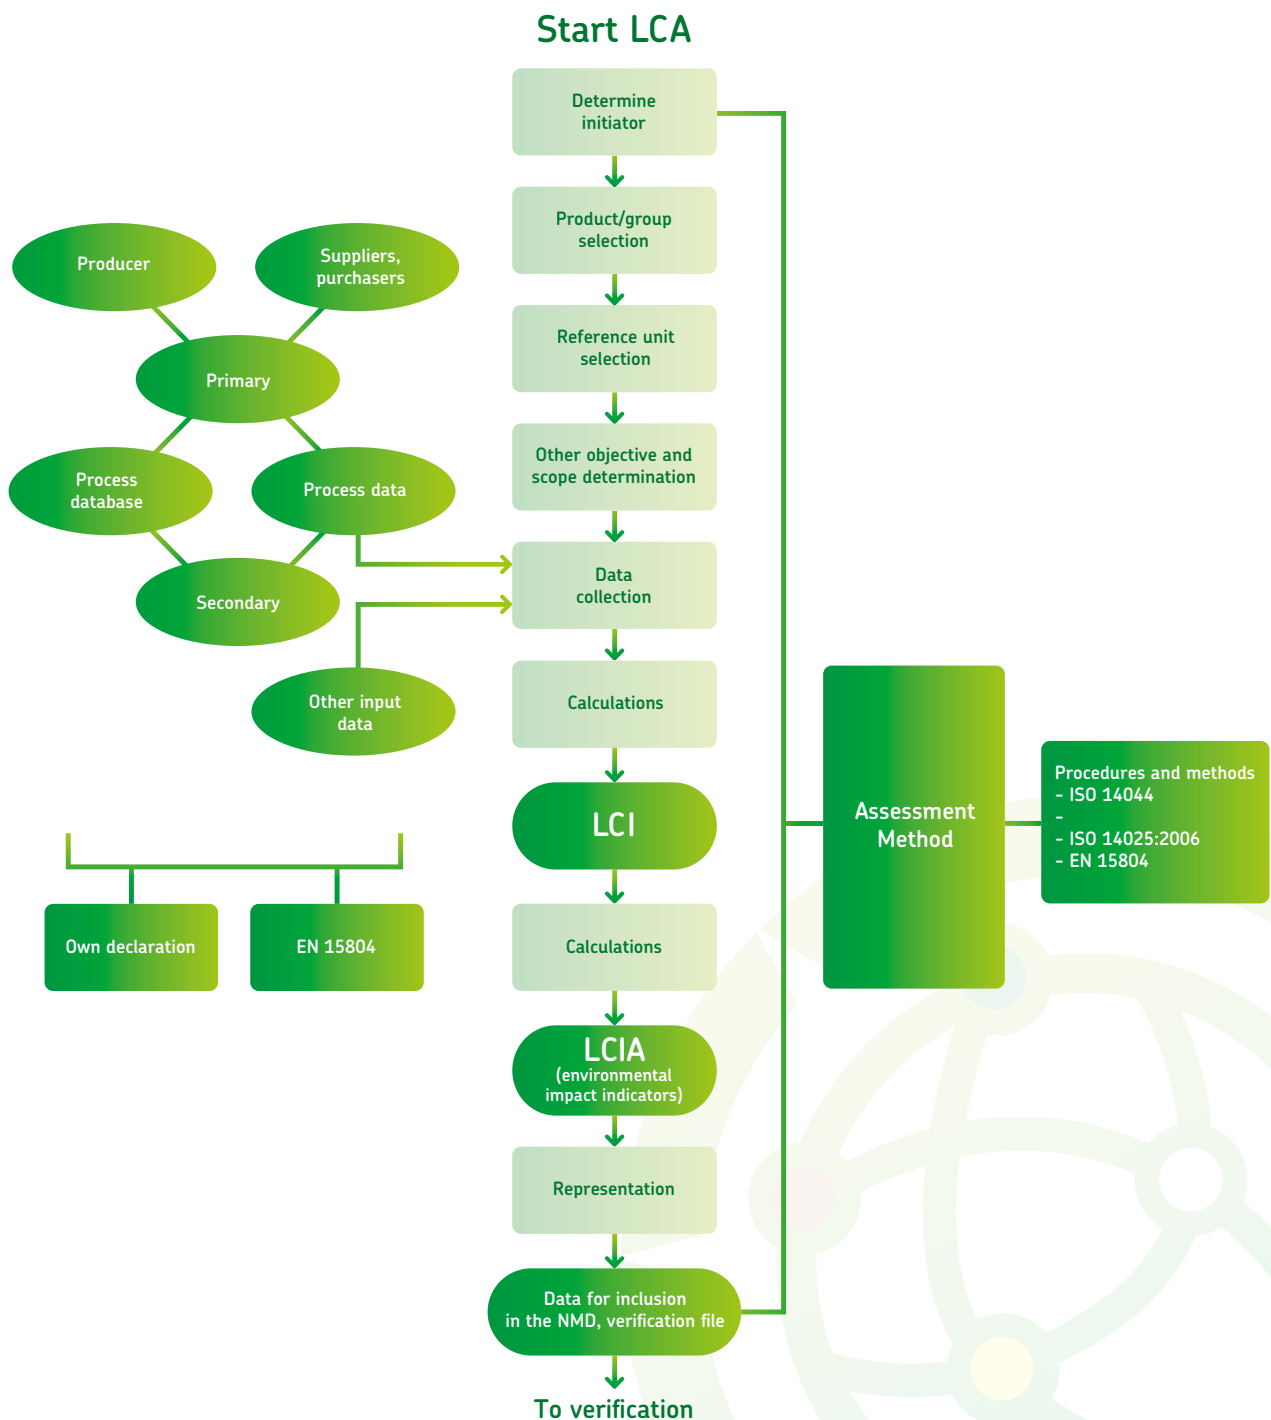 Start LCA
Determine
initiator
Product/group
selection
Reference unit
selection
Other objective and
scope determination
Data
collection
Calculations
LCI
Calculations
LCIA
(environmental
impact indicators)
Representation
Data for inclusion
in the NMD, verification file
To verification
Producer
Suppliers,
purchasers
Primary
Process
database
Process data
Secondary
Other input
data
Own declaration
EN 15804
Assessment
Method
Procedures and methods
- ISO 14044
-
- ISO 14025:2006
- EN 15804